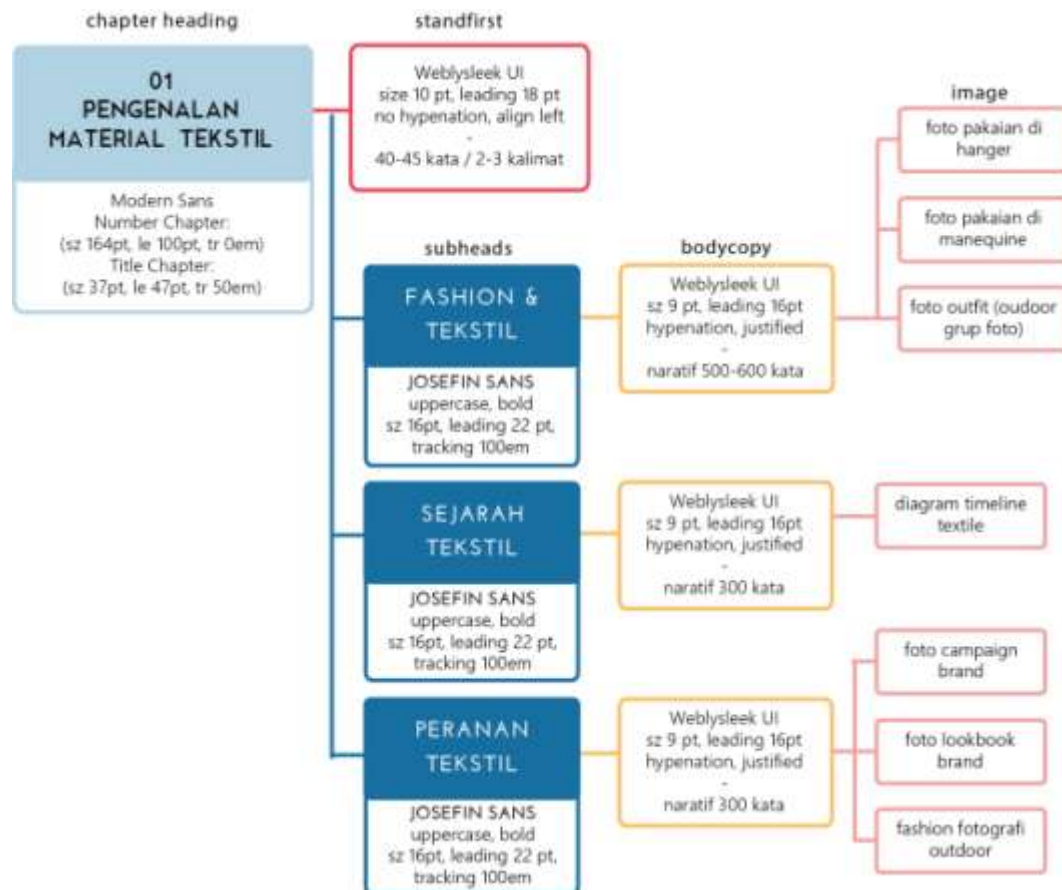 chapter heading
01
PENGENALAN
MATERIAL TEKSTIL
Modern Sans
Number Chapter:
(sz 164pt, le 100pt, tr 0em)
Title Chapter:
(sz 37pt, le 47pt, tr 50em)
standfirst
Weblysleek UI
size 10 pt, leading 18 pt
no hypenation, align left
-
40-45 kata / 2-3 kalimat
subheads
FASHION &
TEKSTIL
JOSEFIN SANS
uppercase, bold
sz 16pt, leading 22 pt,
tracking 100em
bodycopy
Weblysleek UI
sz 9 pt, leading 16pt
hypenation, justified
-
naratif 500-600 kata
image
foto pakaian di
hanger
foto pakaian di
manequine
foto outfit (oudoor
grup foto)
SEJARAH
TEKSTIL
JOSEFIN SANS
uppercase, bold
sz 16pt, leading 22 pt,
tracking 100em
Weblysleek UI
sz 9 pt, leading 16pt
hypenation, justified
-
naratif 300 kata
diagram timeline
textile
PERANAN
TEKSTIL
JOSEFIN SANS
uppercase, bold
sz 16pt, leading 22 pt,
tracking 100em
Weblysleek UI
sz 9 pt, leading 16pt
hypenation, justified
-
naratif 300 kata
foto campaign
brand
foto lookbook
brand
fashion fotografi
outdoor